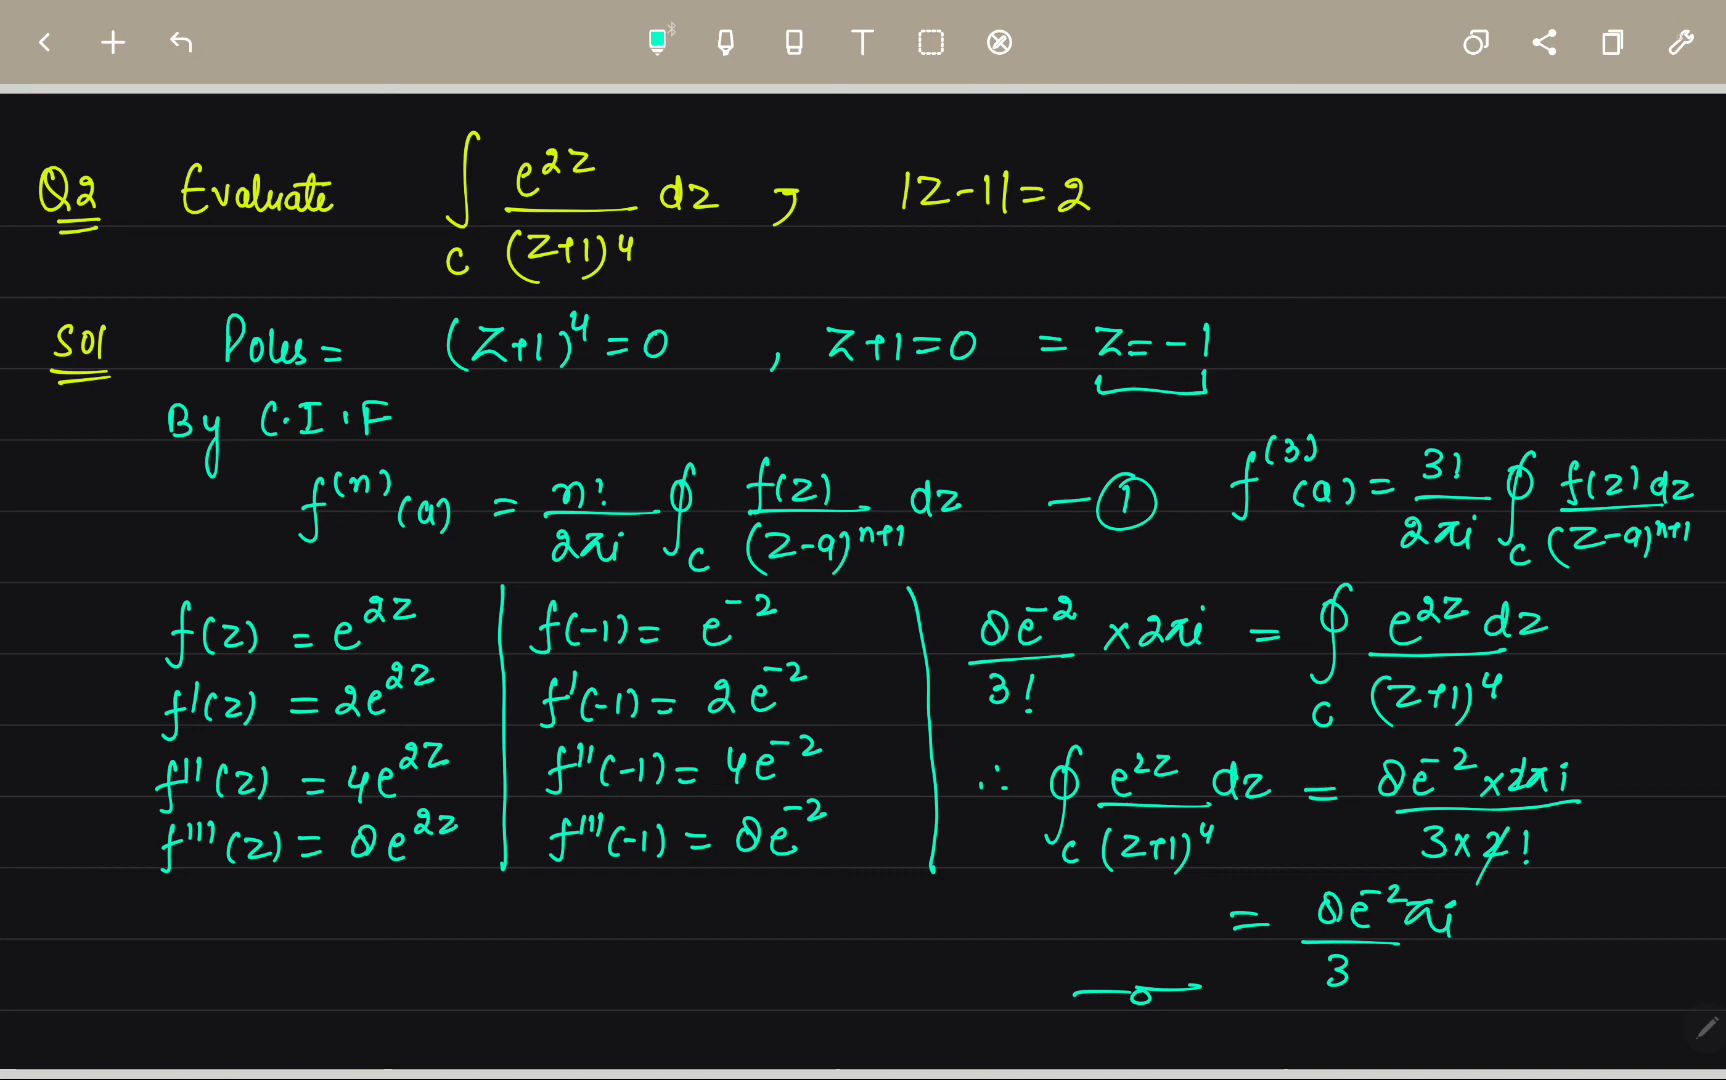 Q2 Evaluate ∫_C e^{2z}/(z+1)^4 dz , |z-1|=2
Sol Poles = (z+1)^4 = 0 , z+1=0 = z=-1
By C.I.F
f^{(n)}(a) = n!/2πi ∮_C f(z)/(z-a)^{n+1} dz — ① f^{(3)}(a) = 3!/2πi ∮_C f(z)dz/(z-a)^{n+1}
f(z) = e^{2z}
f'(z) = 2e^{2z}
f''(z) = 4e^{2z}
f'''(z) = 8e^{2z}
f(-1) = e^{-2}
f'(-1) = 2e^{-2}
f''(-1) = 4e^{-2}
f'''(-1) = 8e^{-2}
8e^{-2}/3! × 2πi = ∮_C e^{2z} dz/(z+1)^4
∴ ∮_C e^{2z}/(z+1)^4 dz = 8e^{-2} × 2πi/3×2!
= 8e^{-2}πi/3